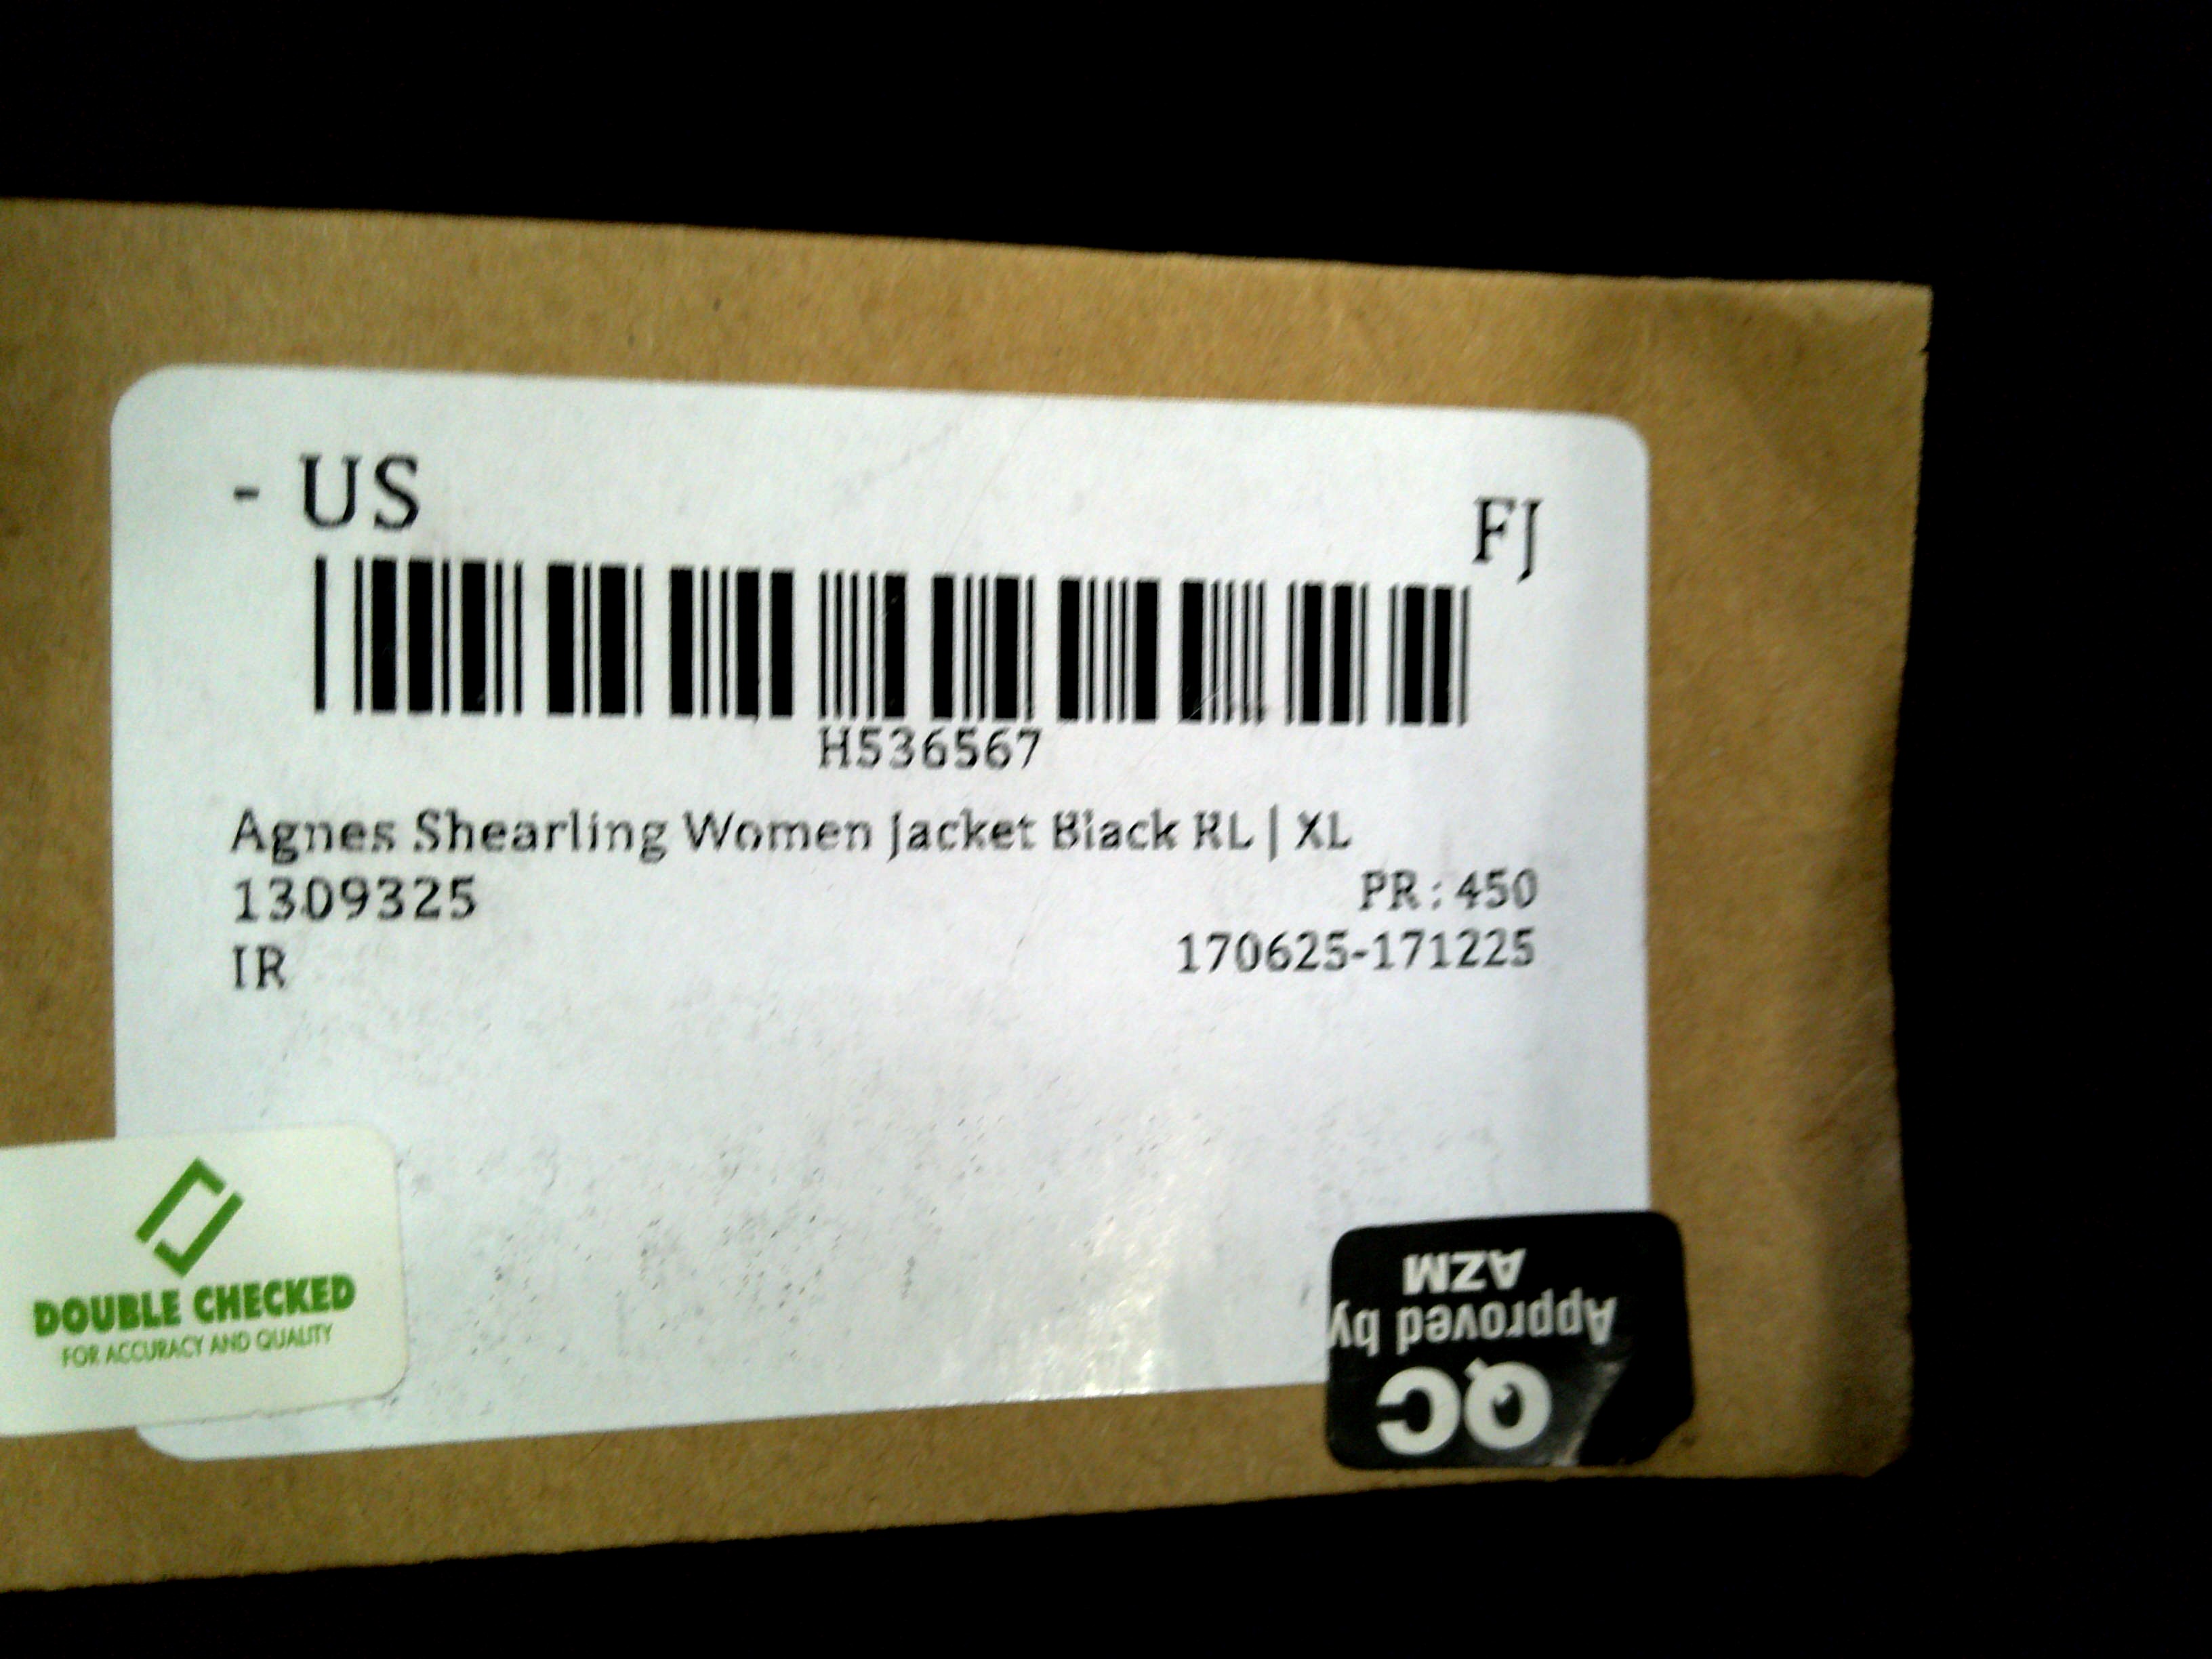 - US
FJ
H536567
Agnes Shearling Women Jacket Black RL | XL
1309325
PR : 450
IR
170625-171225
DOUBLE CHECKED
FOR ACCURACY AND QUALITY
QC
Approved by
AZM